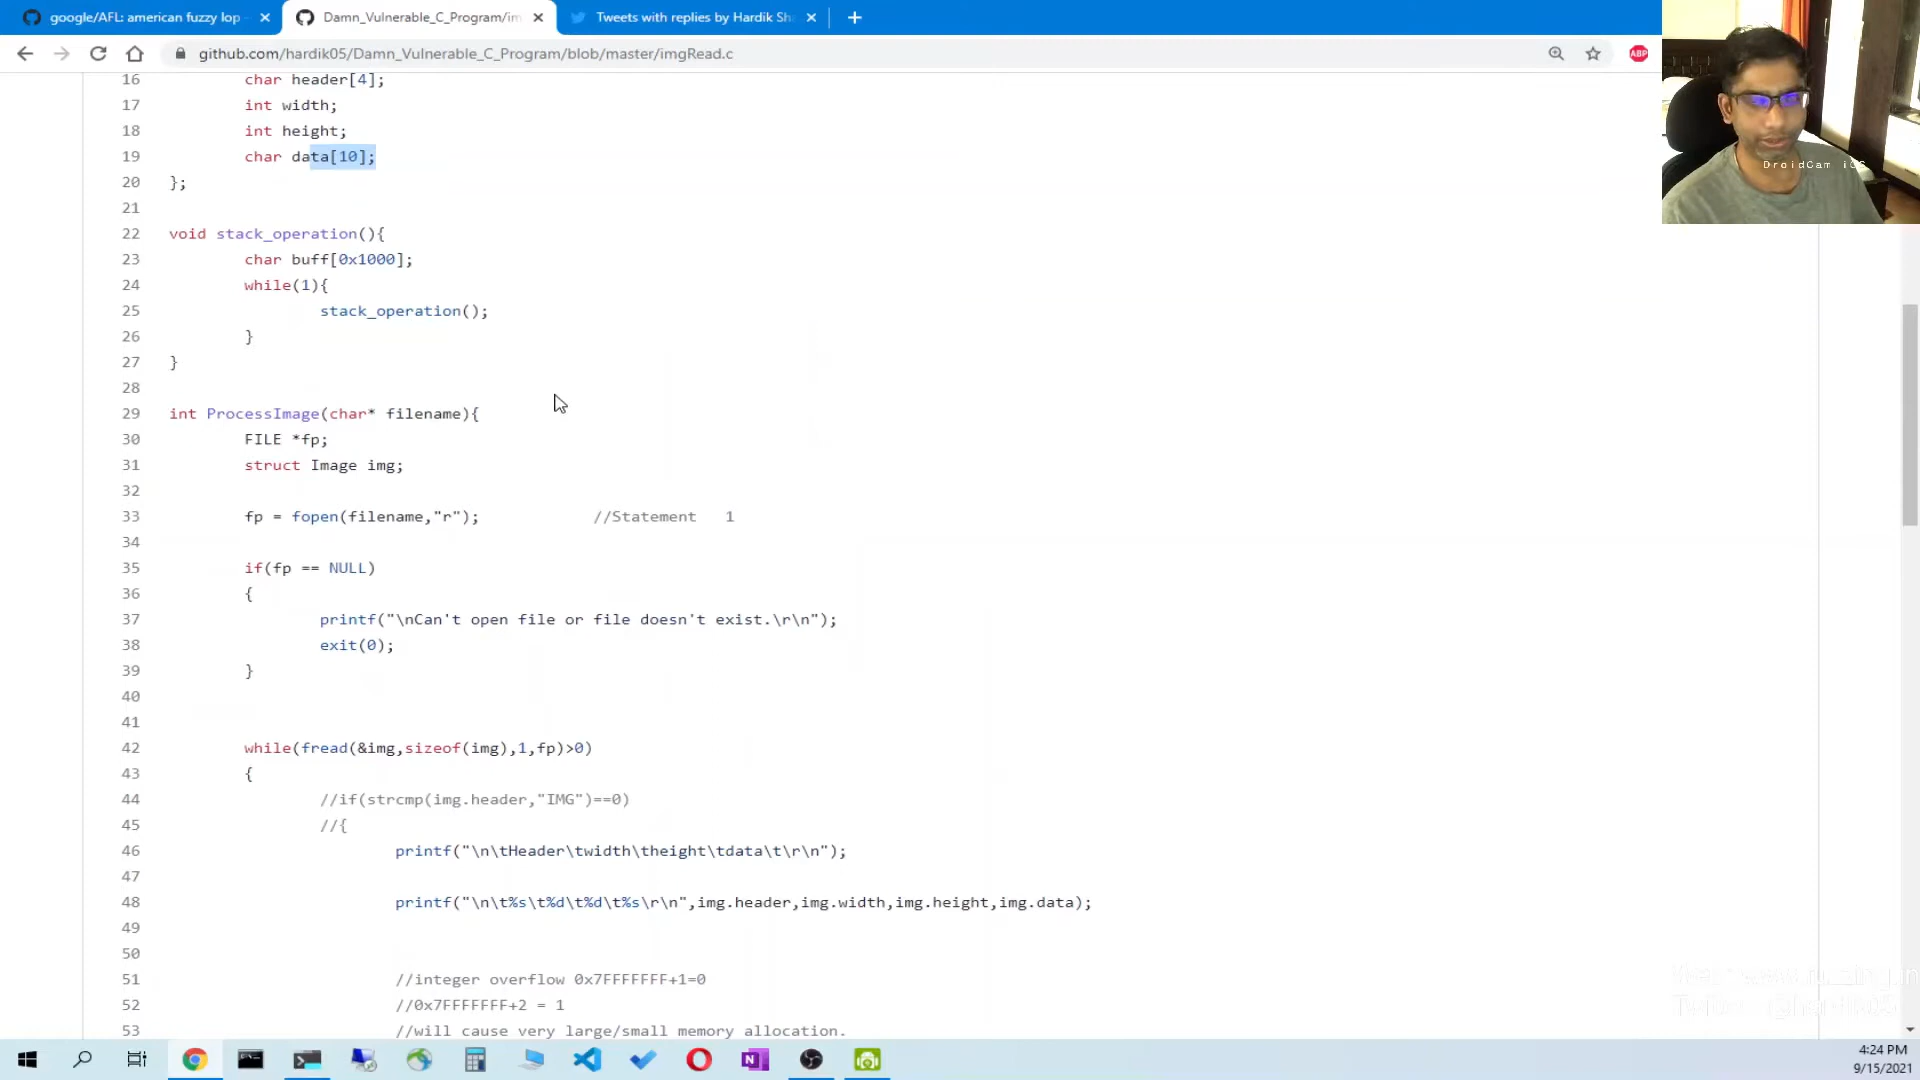 google/AFL: american fuzzy lop
Damn_Vulnerable_C_Program/im
Tweets with replies by Hardik Sh
github.com/hardik05/Damn_Vulnerable_C_Program/blob/master/imgRead.c
ABP
DroidCam iOS
16 char header[4];
17 int width;
18 int height;
19 char data[10];
20 };
21
22 void stack_operation(){
23 char buff[0x1000];
24 while(1){
25 stack_operation();
26 }
27 }
28
29 int ProcessImage(char* filename){
30 FILE *fp;
31 struct Image img;
32
33 fp = fopen(filename,"r"); //Statement 1
34
35 if(fp == NULL)
36 {
37 printf("\nCan't open file or file doesn't exist.\r\n");
38 exit(0);
39 }
40
41
42 while(fread(&img,sizeof(img),1,fp)>0)
43 {
44 //if(strcmp(img.header,"IMG")==0)
45 //{
46 printf("\n\tHeader\twidth\theight\tdata\t\r\n");
47
48 printf("\n\t%s\t%d\t%d\t%s\r\n",img.header,img.width,img.height,img.data);
49
50
51 //integer overflow 0x7FFFFFFF+1=0
52 //0x7FFFFFFF+2 = 1
53 //will cause very large/small memory allocation.
4:24 PM
9/15/2021